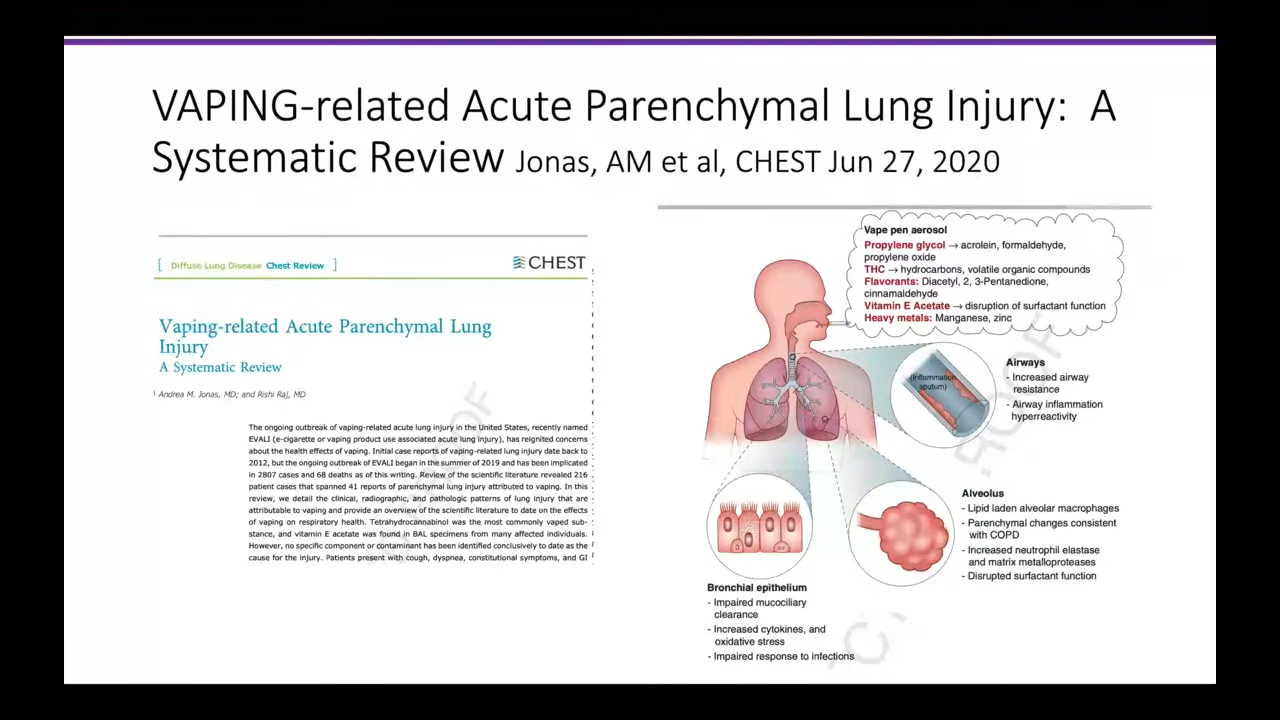 VAPING-related Acute Parenchymal Lung Injury: A
Systematic Review Jonas, AM et al, CHEST Jun 27, 2020
[ Diffuse Lung Disease Chest Review ]
CHEST
Vaping-related Acute Parenchymal Lung
Injury
A Systematic Review
Andrea M. Jonas, MD; and Rishi Raj, MD
The ongoing outbreak of vaping-related acute lung injury in the United States, recently named
EVALI (e-cigarette or vaping product use associated acute lung injury), has reignited concerns
about the health effects of vaping. Initial case reports of vaping-related lung injury date back to
2012, but the ongoing outbreak of EVALI began in the summer of 2019 and has been implicated
in 2807 cases and 68 deaths as of this writing. Review of the scientific literature revealed 216
patient cases that spanned 41 reports of parenchymal lung injury attributed to vaping. In this
review, we detail the clinical, radiographic, and pathologic patterns of lung injury that are
attributable to vaping and provide an overview of the scientific literature to date on the effects
of vaping on respiratory health. Tetrahydrocannabinol was the most commonly vaped sub-
stance, and vitamin E acetate was found in BAL specimens from many affected individuals.
However, no specific component or contaminant has been identified conclusively to date as the
cause for the injury. Patients present with cough, dyspnea, constitutional symptoms, and GI
Vape pen aerosol
Propylene glycol → acrolein, formaldehyde,
propylene oxide
THC → hydrocarbons, volatile organic compounds
Flavorants: Diacetyl, 2, 3-Pentanedione,
cinnamaldehyde
Vitamin E Acetate → disruption of surfactant function
Heavy metals: Manganese, zinc
(Inflammation,
sputum)
Airways
- Increased airway
resistance
- Airway inflammation
hyperreactivity
Alveolus
- Lipid laden alveolar macrophages
- Parenchymal changes consistent
with COPD
- Increased neutrophil elastase
and matrix metalloproteases
- Disrupted surfactant function
Bronchial epithelium
- Impaired mucociliary
clearance
- Increased cytokines, and
oxidative stress
- Impaired response to infections